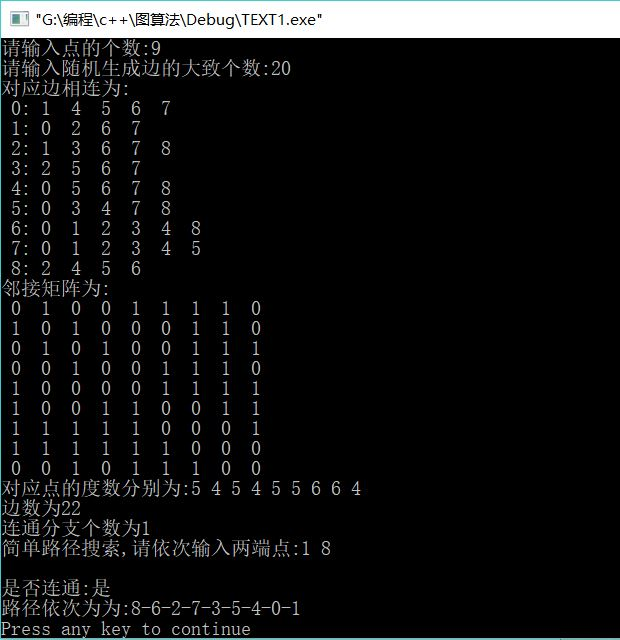 "G:\编程\c++\图算法\Debug\TEXT1.exe"
请输入点的个数:9
请输入随机生成边的大致个数:20
对应边相连为:
0: 1 4 5 6 7
1: 0 2 6 7
2: 1 3 6 7 8
3: 2 5 6 7
4: 0 5 6 7 8
5: 0 3 4 7 8
6: 0 1 2 3 4 8
7: 0 1 2 3 4 5
8: 2 4 5 6
邻接矩阵为:
0 1 0 0 1 1 1 1 0
1 0 1 0 0 0 1 1 0
0 1 0 1 0 0 1 1 1
0 0 1 0 0 1 1 1 0
1 0 0 0 0 1 1 1 1
1 0 0 1 1 0 0 1 1
1 1 1 1 1 0 0 0 1
1 1 1 1 1 1 0 0 0
0 0 1 0 1 1 1 0 0
对应点的度数分别为:5 4 5 4 5 5 6 6 4
边数为22
连通分支个数为1
简单路径搜索,请依次输入两端点:1 8
是否连通:是
路径依次为为:8-6-2-7-3-5-4-0-1
Press any key to continue